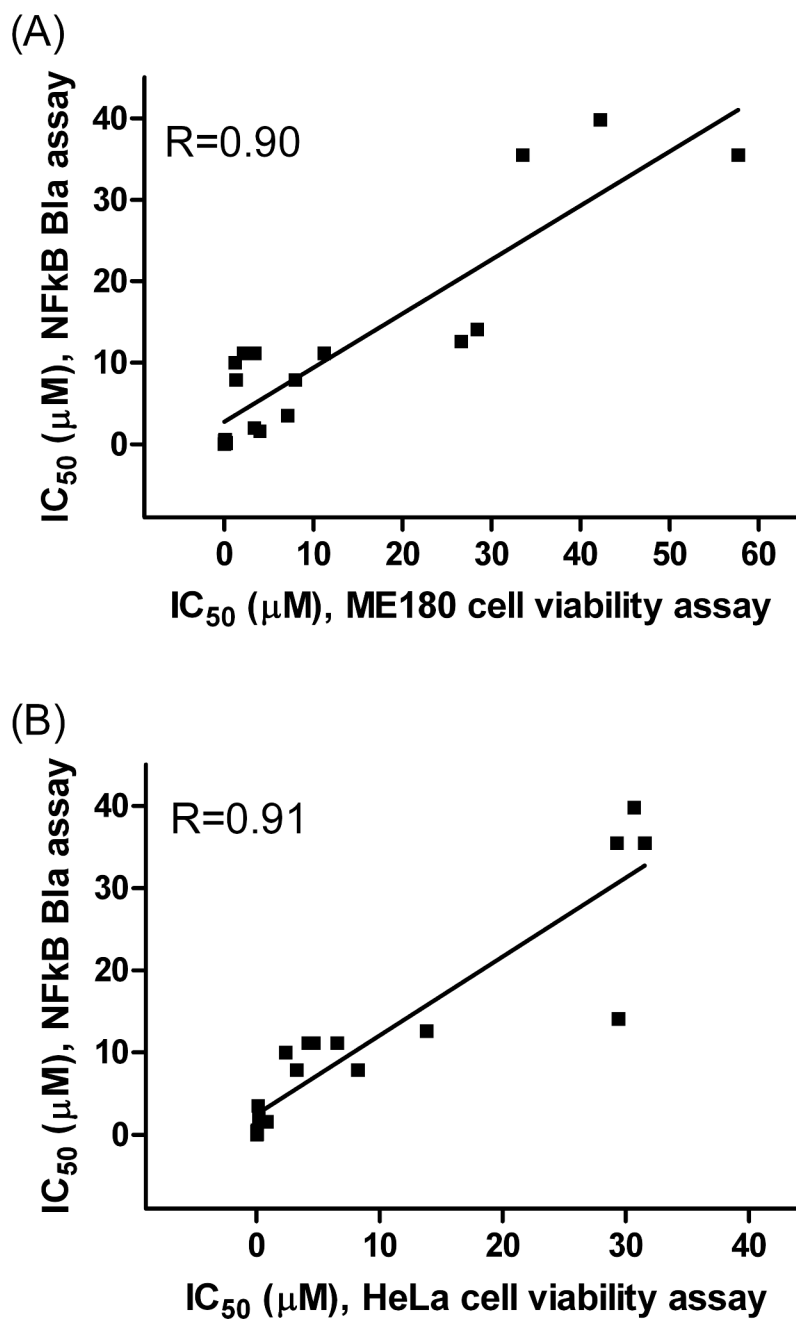 (A)
R=0.90
40
30
20
10
0
IC50 (μM), NFkB Bla assay
0 10 20 30 40 50 60
IC50 (μM), ME180 cell viability assay
(B)
R=0.91
40
30
20
10
0
IC50 (μM), NFkB Bla assay
0 10 20 30 40
IC50 (μM), HeLa cell viability assay